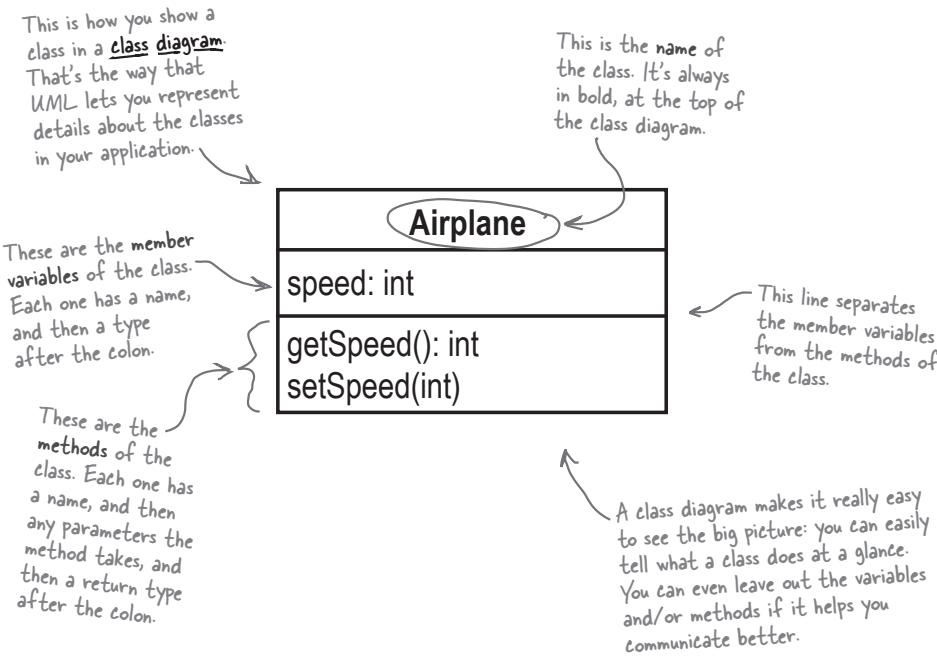 This is how you show a
class in a class diagram.
That's the way that
UML lets you represent
details about the classes
in your application.
This is the name of
the class. It's always
in bold, at the top of
the class diagram.
Airplane
These are the member
variables of the class.
Each one has a name,
and then a type
after the colon.
speed: int
This line separates
the member variables
from the methods of
the class.
getSpeed(): int
setSpeed(int)
These are the
methods of the
class. Each one has
a name, and then
any parameters the
method takes, and
then a return type
after the colon.
A class diagram makes it really easy
to see the big picture: you can easily
tell what a class does at a glance.
You can even leave out the variables
and/or methods if it helps you
communicate better.